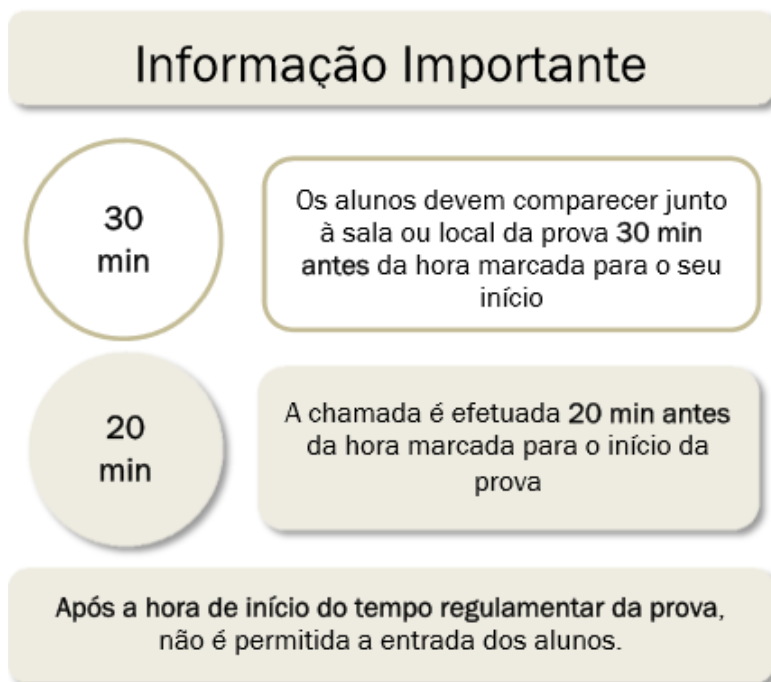 Informação Importante
30
min
Os alunos devem comparecer junto
à sala ou local da prova 30 min
antes da hora marcada para o seu
início
20
min
A chamada é efetuada 20 min antes
da hora marcada para o início da
prova
Após a hora de início do tempo regulamentar da prova,
não é permitida a entrada dos alunos.